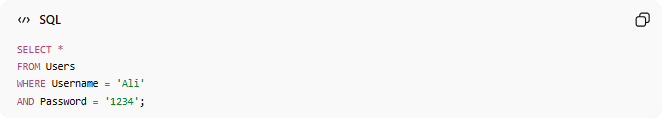 SQL
SELECT *
FROM Users
WHERE Username = 'Ali'
AND Password = '1234';